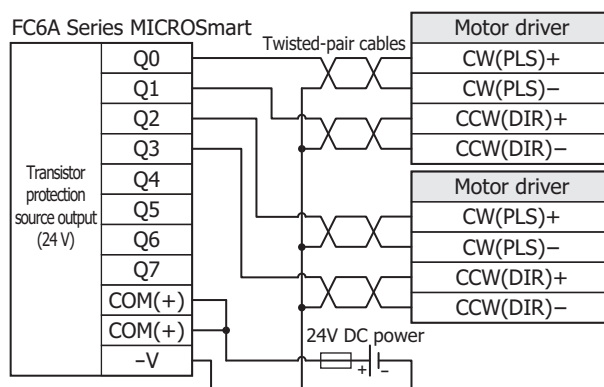 FC6A Series MICROSmart
Twisted-pair cables
Transistor
protection
source output
(24 V)
Q0
Q1
Q2
Q3
Q4
Q5
Q6
Q7
COM(+)
COM(+)
–V
Motor driver
CW(PLS)+
CW(PLS)–
CCW(DIR)+
CCW(DIR)–
Motor driver
CW(PLS)+
CW(PLS)–
CCW(DIR)+
CCW(DIR)–
24V DC power
+ –